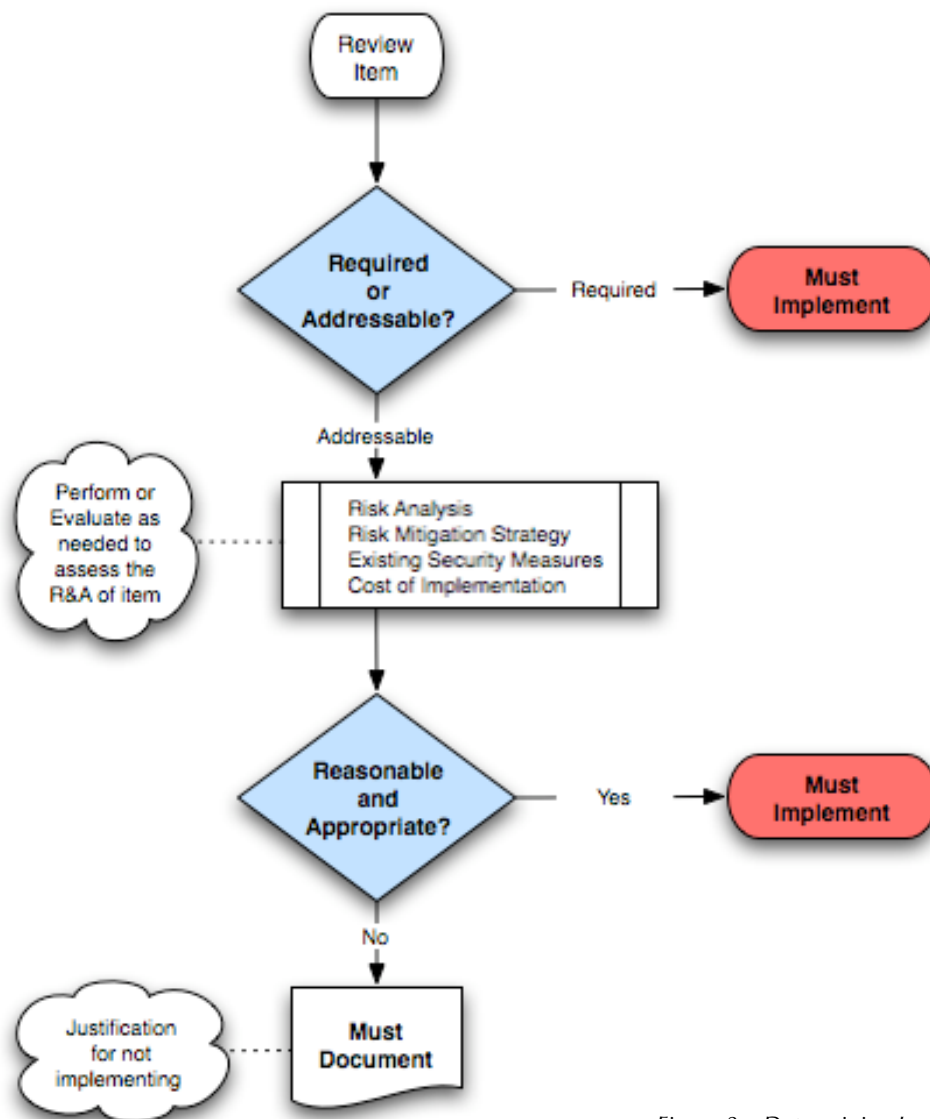 Review
Item
Required
or
Addressable?
Required
Must
Implement
Addressable
Perform or
Evaluate as
needed to
assess the
R&A of item
Risk Analysis
Risk Mitigation Strategy
Existing Security Measures
Cost of Implementation
Reasonable
and
Appropriate?
Yes
Must
Implement
No
Justification
for not
implementing
Must
Document